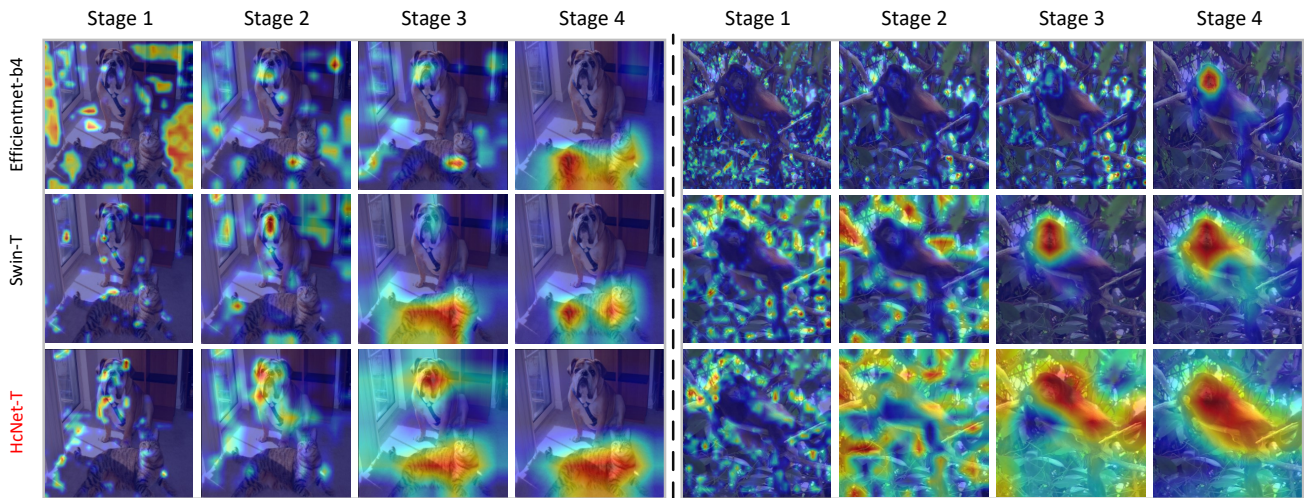 Stage 1 Stage 2 Stage 3 Stage 4 Stage 1 Stage 2 Stage 3 Stage 4
Efficientnet-b4
Swin-T
HcNet-T